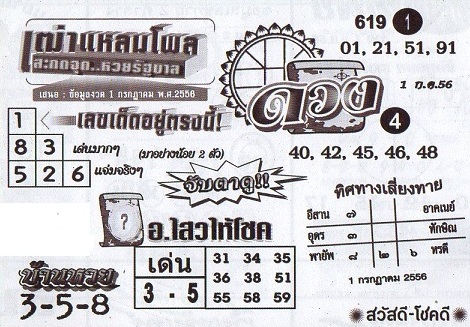 เฒ่าแหลมโพธิ์
สะกดจุด..หวยรัฐบาล
เสนอ : ข้อมูลงวด 1 กรกฎาคม พ.ศ.2556
619 1
01, 21, 51, 91
1 ก.ค.56
ดวง
4
40, 42, 45, 46, 48
เลขเด็ดอยู่ตรงนี้!
1
8 3 เด่นมากๆ (มาอย่างน้อย 2 ตัว)
5 2 6 แจ่มจริงๆ
จับตาดู!!
?
อ.ไสวให้โชค
บ้านหวย
3-5-8
เด่น
3 - 5
31 34 35
36 38 51
55 58 59
ทิศทางเสี่ยงทาย
อีสาน ๗ อาคเนย์
อุดร ๓ ทักษิณ
พายัพ ๘ ๒ ๖ หรดี
1 กรกฎาคม 2556
สวัสดี-โชคดี